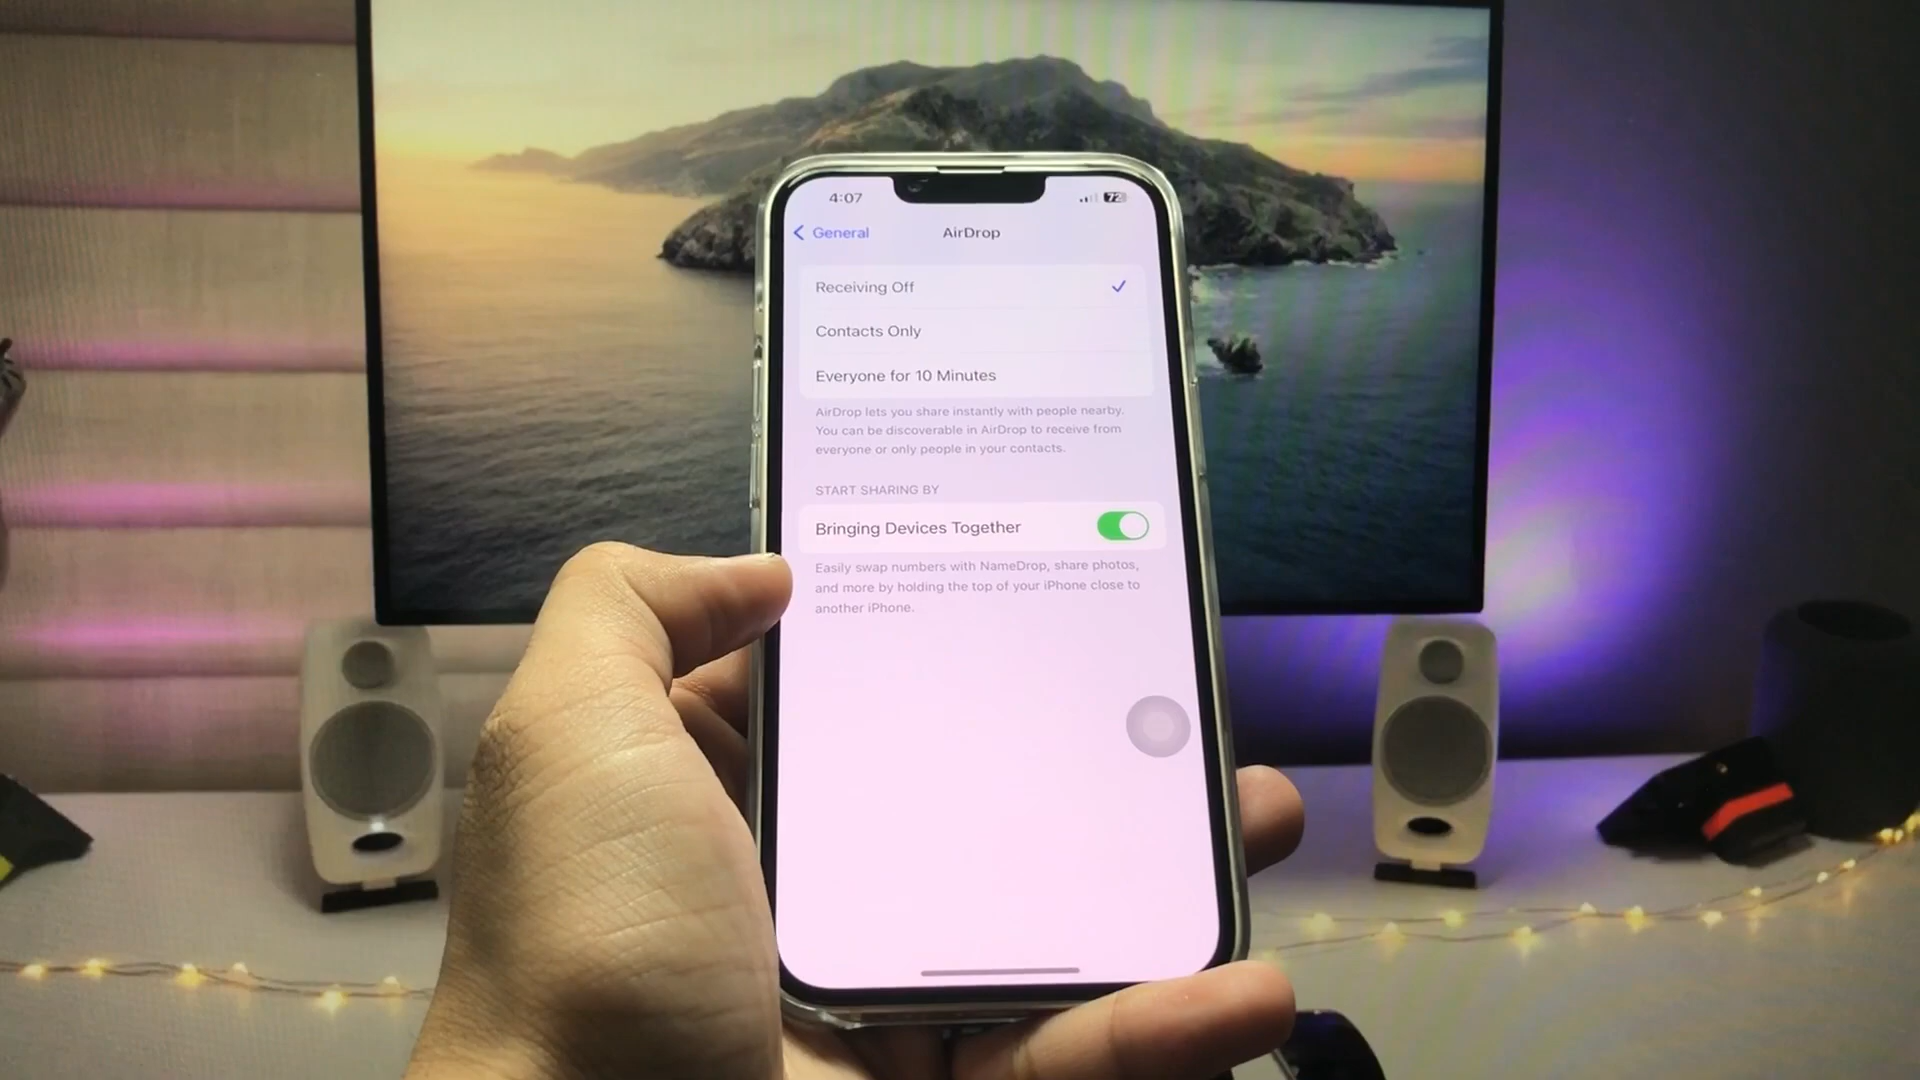 4:07
72
General
AirDrop
Receiving Off
Contacts Only
Everyone for 10 Minutes
AirDrop lets you share instantly with people nearby.
You can be discoverable in AirDrop to receive from
everyone or only people in your contacts.
START SHARING BY
Bringing Devices Together
Easily swap numbers with NameDrop, share photos,
and more by holding the top of your iPhone close to
another iPhone.